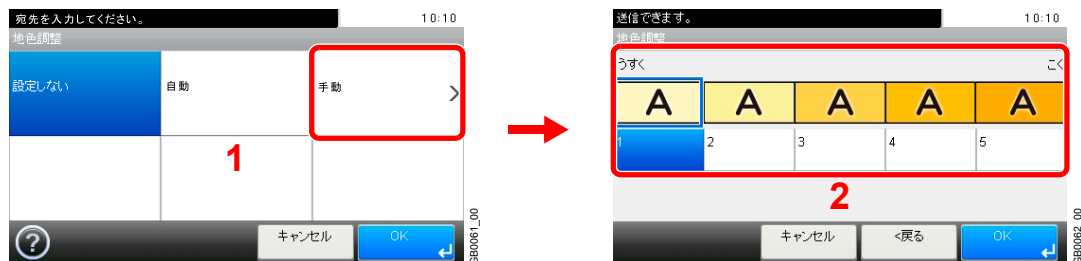 宛先を入力してください。
10:10
地色調整
設定しない
自動
手動
>
1
?
キャンセル
OK
GB0061_00
送信できます。
10:10
地色調整
うすく
こく
A
A
A
A
A
1
2
3
4
5
2
キャンセル
<戻る
OK
GB0062_00